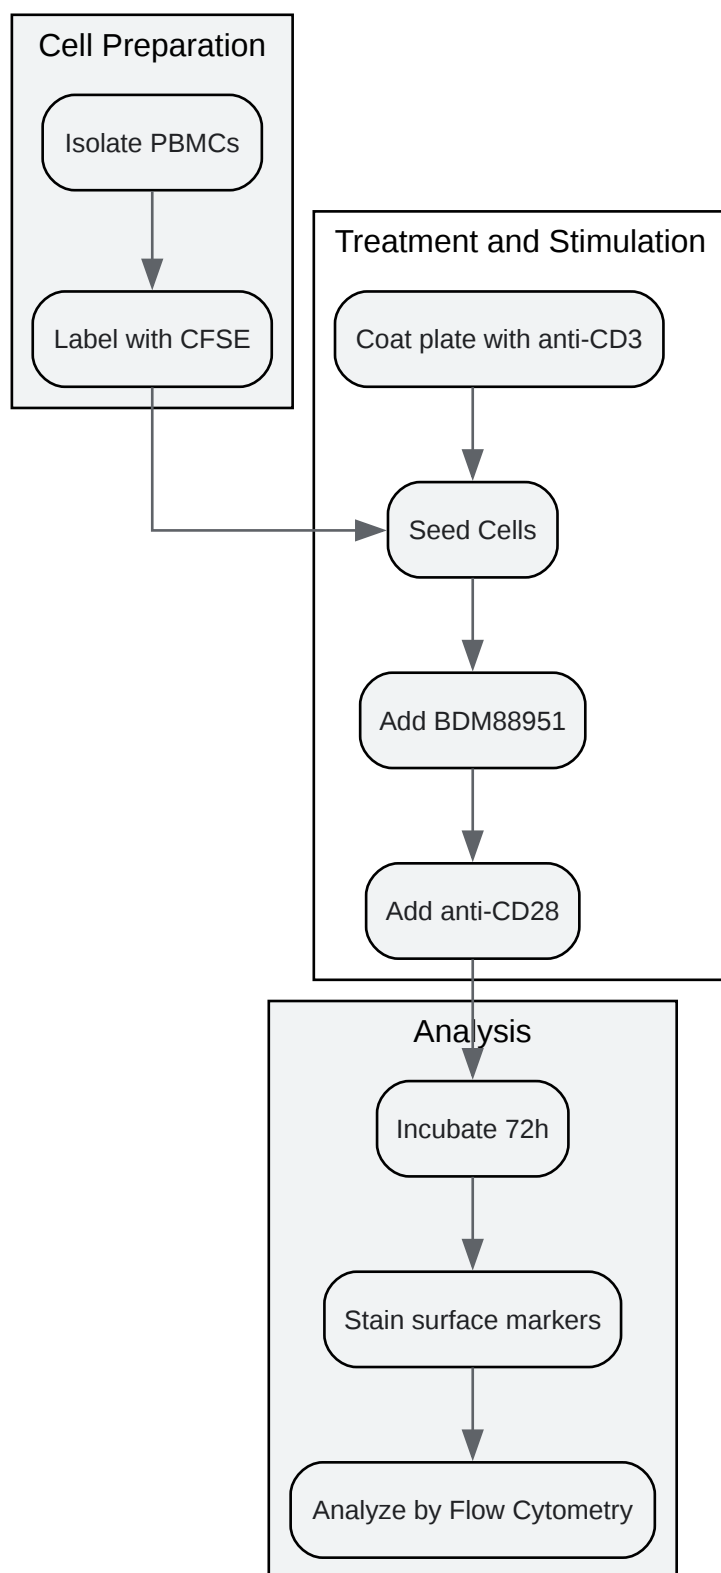 Cell Preparation
Isolate PBMCs
Label with CFSE
Treatment and Stimulation
Coat plate with anti-CD3
Seed Cells
Add BDM88951
Add anti-CD28
Analysis
Incubate 72h
Stain surface markers
Analyze by Flow Cytometry